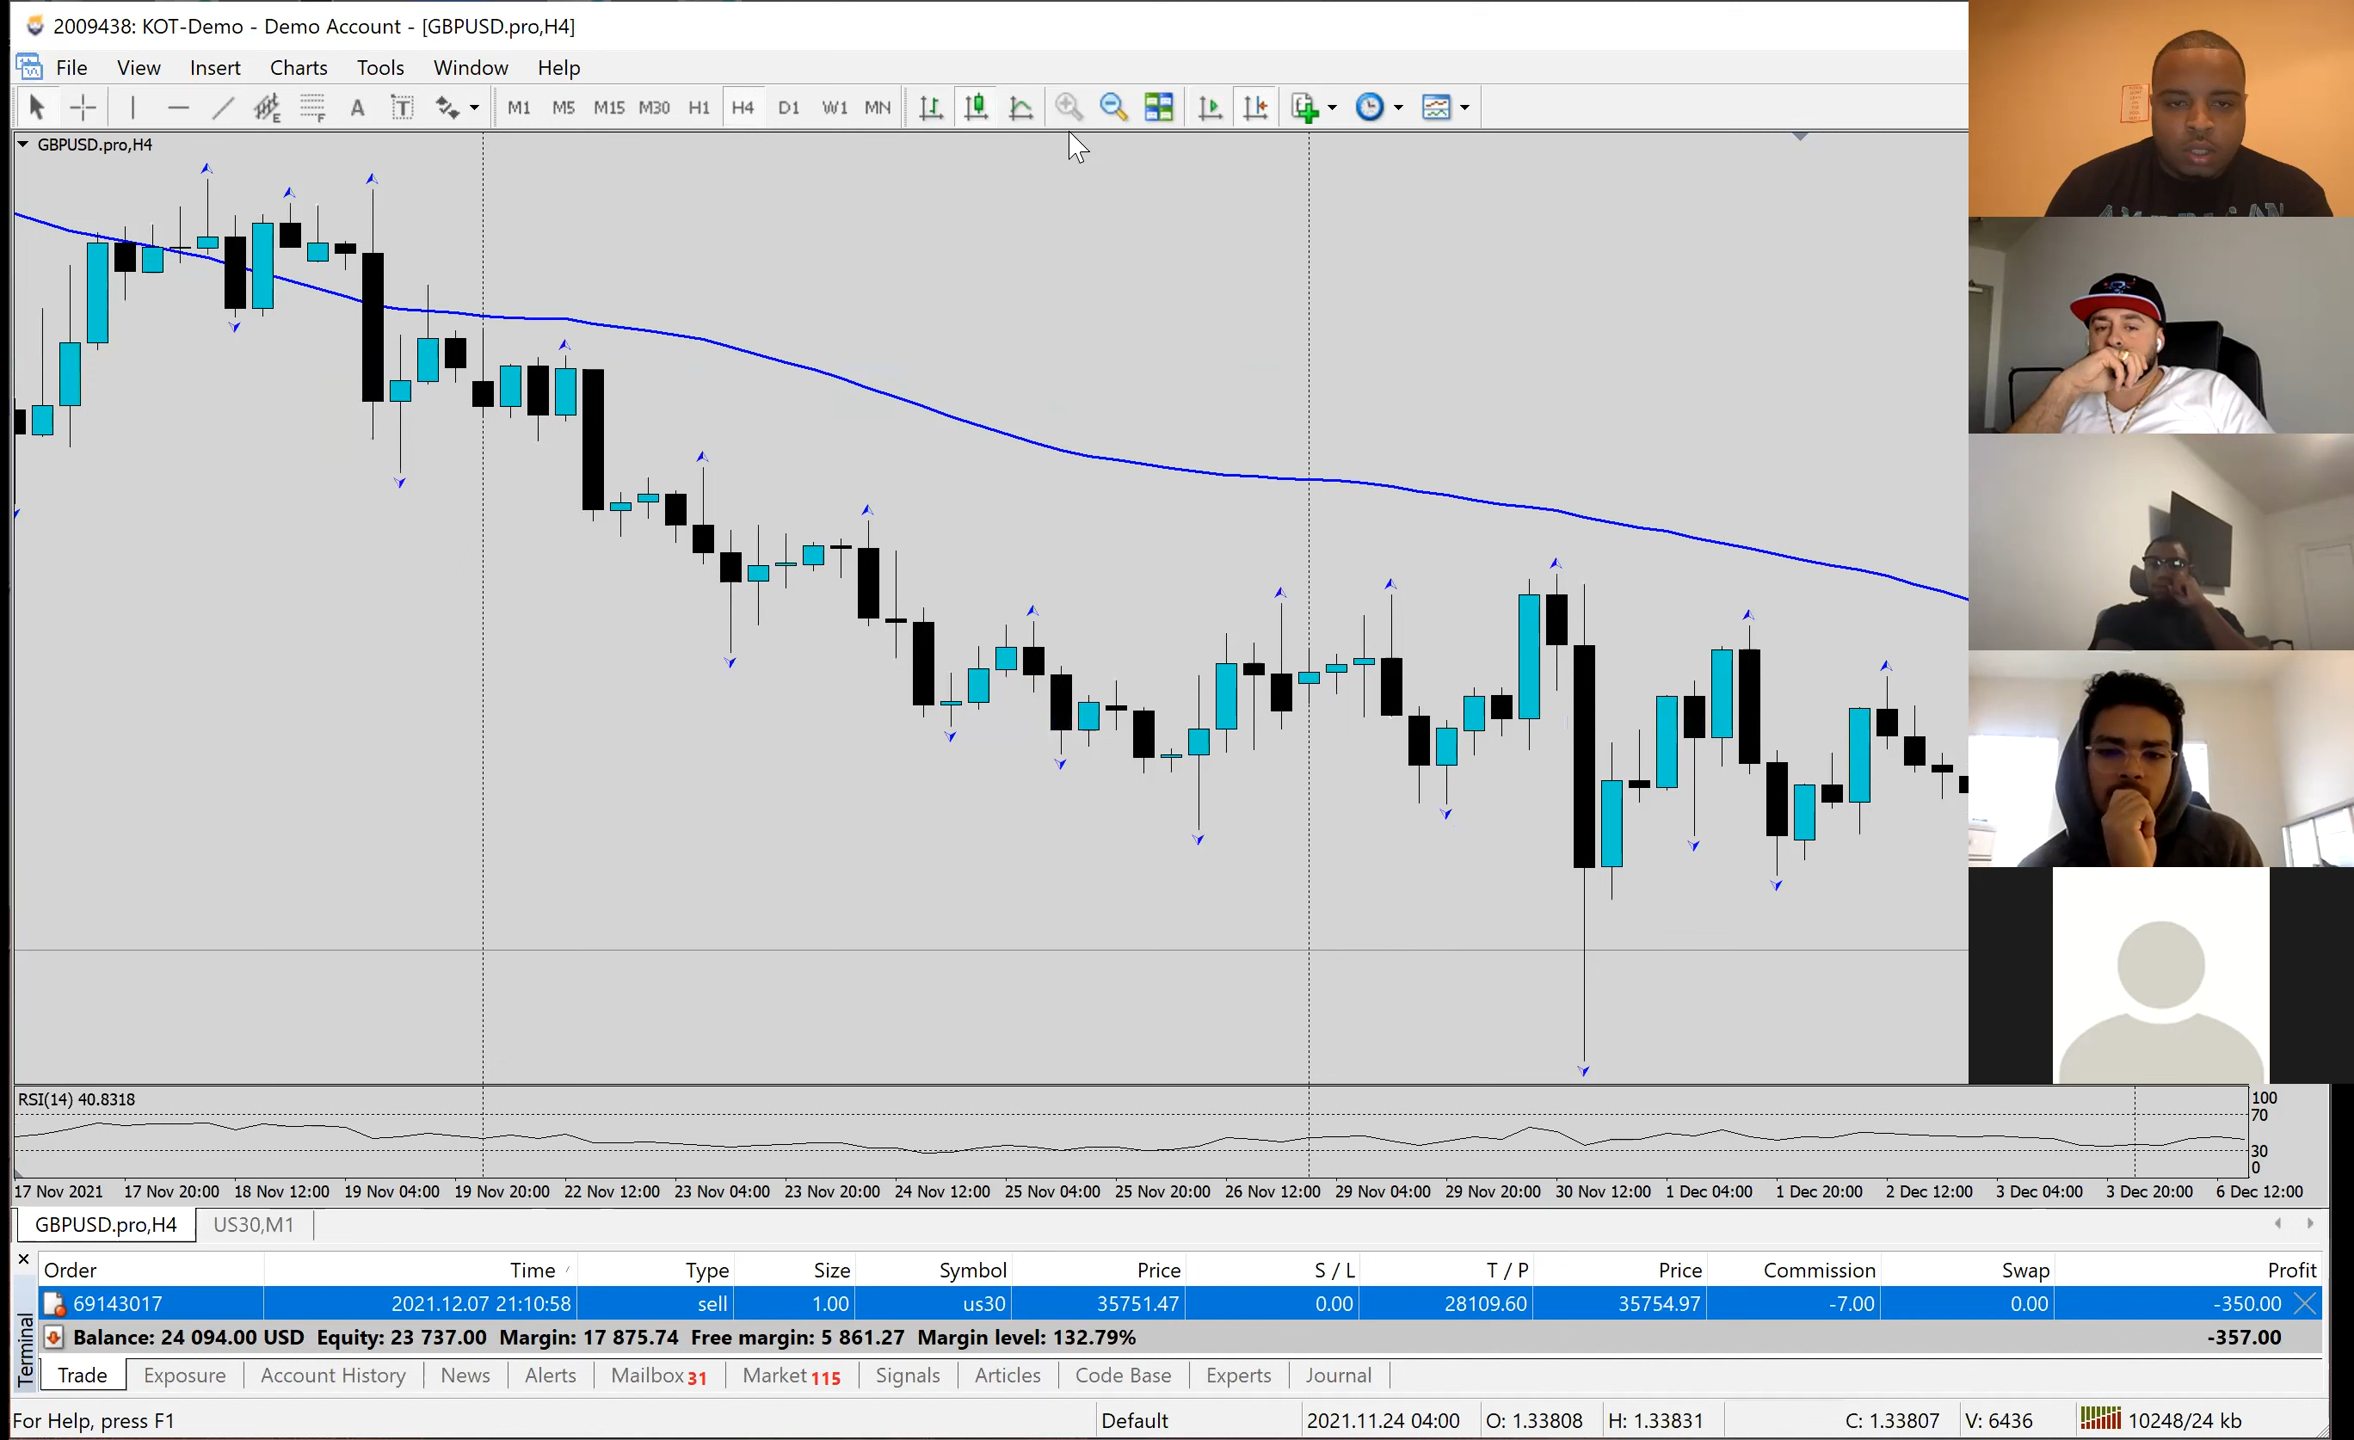 2009438: KOT-Demo - Demo Account - [GBPUSD.pro,H4]
File View Insert Charts Tools Window Help
E F A T M1 M5 M15 M30 H1 H4 D1 W1 MN
GBPUSD.pro,H4
RSI(14) 40.8318
100
70
30
0
17 Nov 2021 17 Nov 20:00 18 Nov 12:00 19 Nov 04:00 19 Nov 20:00 22 Nov 12:00 23 Nov 04:00 23 Nov 20:00 24 Nov 12:00 25 Nov 04:00 25 Nov 20:00 26 Nov 12:00 29 Nov 04:00 29 Nov 20:00 30 Nov 12:00 1 Dec 04:00 1 Dec 20:00 2 Dec 12:00 3 Dec 04:00 3 Dec 20:00 6 Dec 12:00
GBPUSD.pro,H4 US30,M1
Order Time Type Size Symbol Price S / L T / P Price Commission Swap Profit
69143017 2021.12.07 21:10:58 sell 1.00 us30 35751.47 0.00 28109.60 35754.97 -7.00 0.00 -350.00
Balance: 24 094.00 USD Equity: 23 737.00 Margin: 17 875.74 Free margin: 5 861.27 Margin level: 132.79% -357.00
Terminal
Trade Exposure Account History News Alerts Mailbox 31 Market 115 Signals Articles Code Base Experts Journal
For Help, press F1 Default 2021.11.24 04:00 O: 1.33808 H: 1.33831 C: 1.33807 V: 6436 10248/24 kb